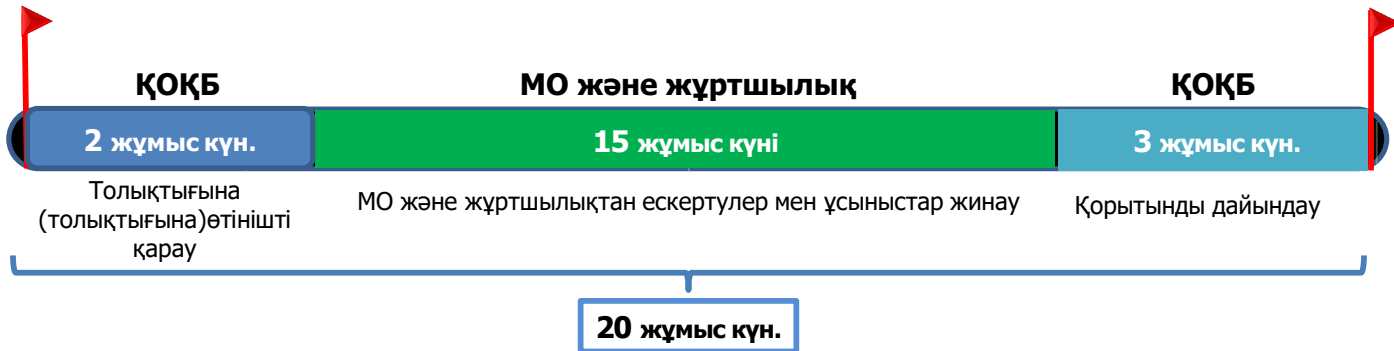 ҚОҚБ
МО және жұртшылық
ҚОҚБ
2 жұмыс күн.
15 жұмыс күні
3 жұмыс күн.
Толықтығына
(толықтығына)өтінішті
қарау
МО және жұртшылықтан ескертулер мен ұсыныстар жинау
Қорытынды дайындау
20 жұмыс күн.